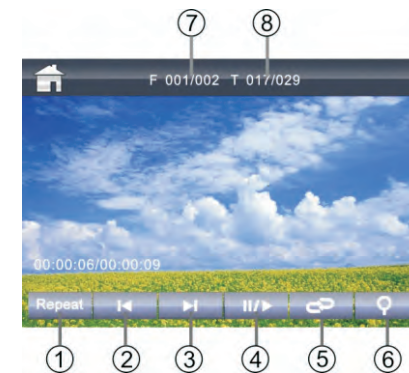 ⑦ ⑧
F 001/002 T 017/029
00:00:06/00:00:09
Repeat
① ② ③ ④ ⑤ ⑥